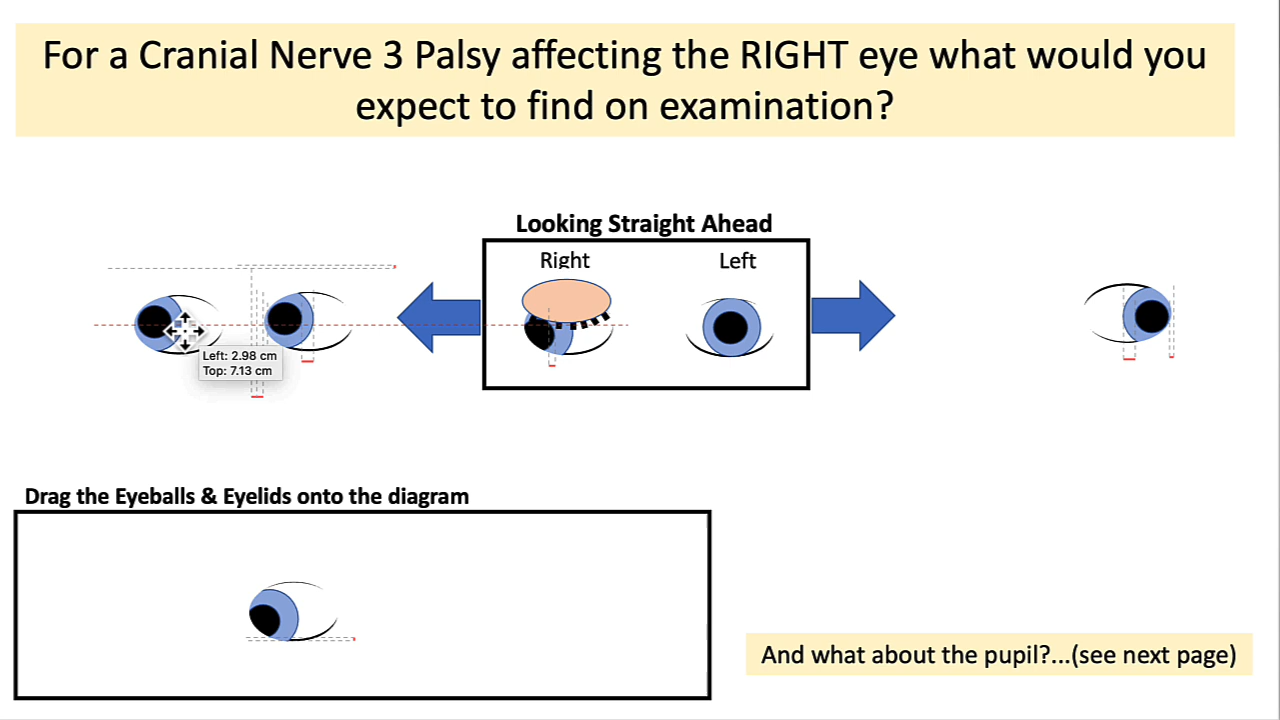 For a Cranial Nerve 3 Palsy affecting the RIGHT eye what would you
expect to find on examination?
Looking Straight Ahead
Right
Left
Left: 2.98 cm
Top: 7.13 cm
Drag the Eyeballs & Eyelids onto the diagram
And what about the pupil?...(see next page)